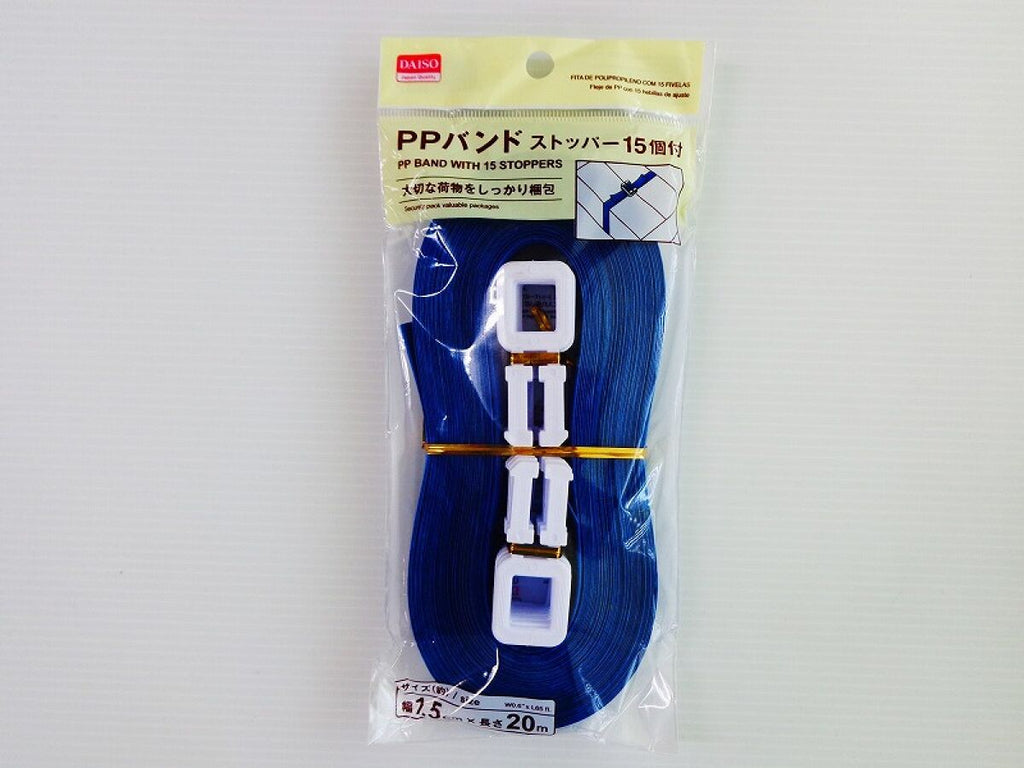 DAISO
Japan Quality
FITA DE POLIPROPILENO COM 15 FIVELAS
Fleje de PP con 15 hebillas de ajuste
PPバンド ストッパー15個付
PP BAND WITH 15 STOPPERS
大切な荷物をしっかり梱包
Securely pack valuable packages
サイズ(約) / size
W0.6" x L65 ft.
幅1.5cm × 長さ20m